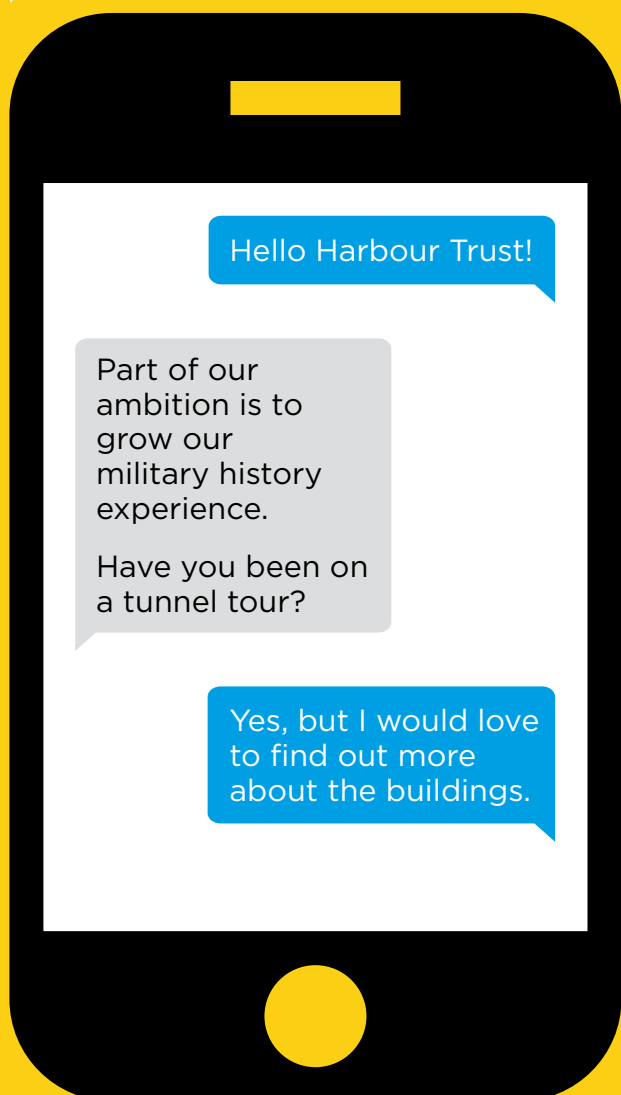 Hello Harbour Trust!
Part of our
ambition is to
grow our
military history
experience.
Have you been on
a tunnel tour?
Yes, but I would love
to find out more
about the buildings.